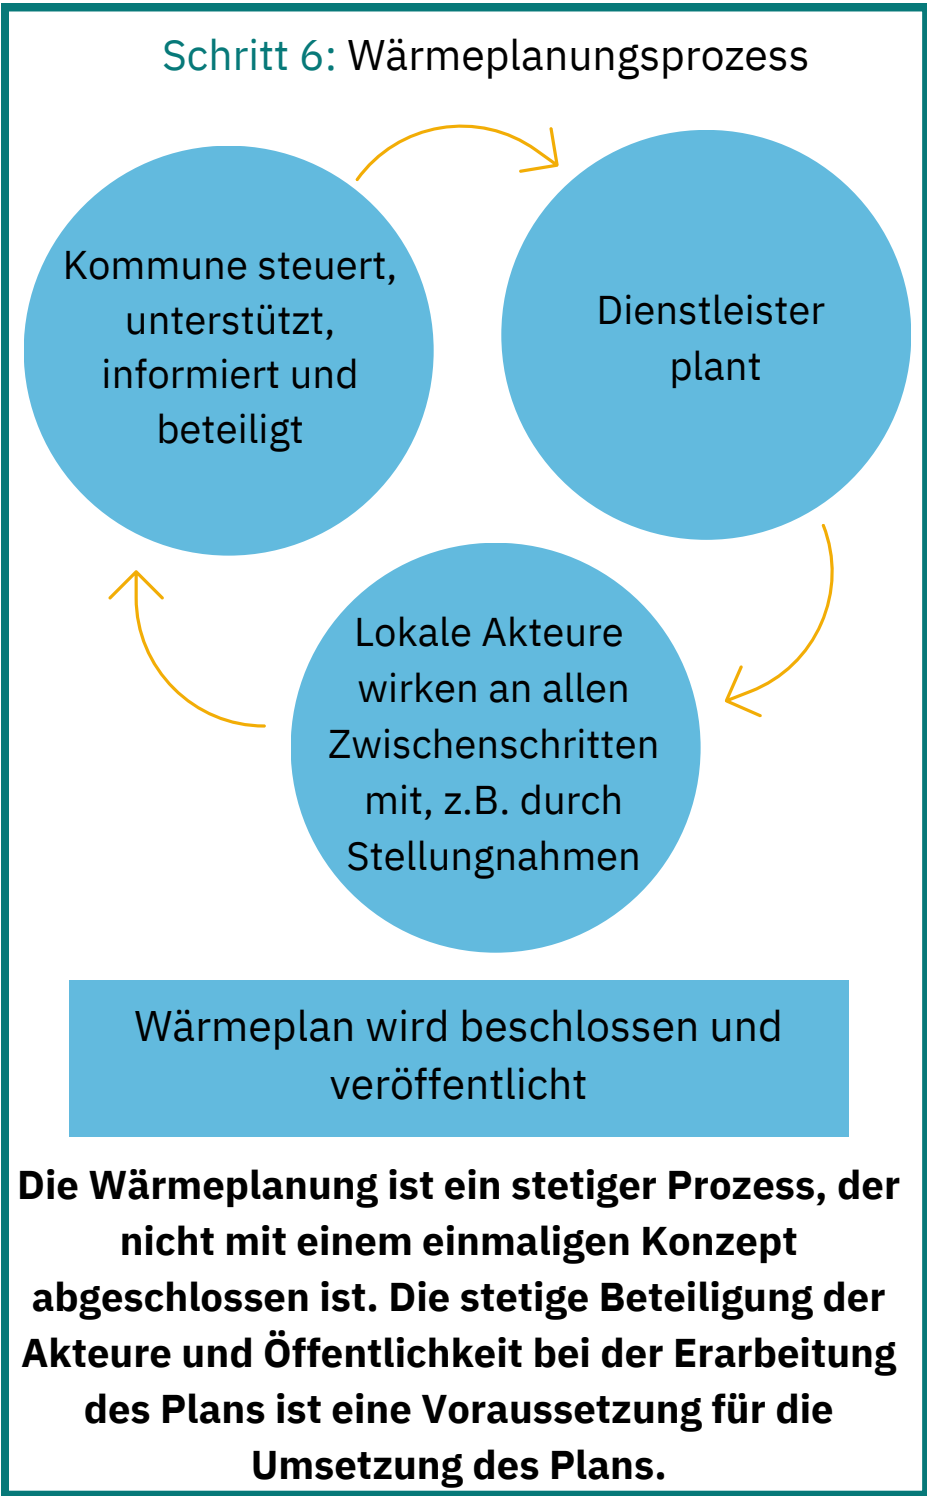 Schritt 6: Wärmeplanungsprozess
Kommune steuert,
unterstützt,
informiert und
beteiligt
Dienstleister
plant
Lokale Akteure
wirken an allen
Zwischenschritten
mit, z.B. durch
Stellungnahmen
Wärmeplan wird beschlossen und
veröffentlicht
Die Wärmeplanung ist ein stetiger Prozess, der
nicht mit einem einmaligen Konzept
abgeschlossen ist. Die stetige Beteiligung der
Akteure und Öffentlichkeit bei der Erarbeitung
des Plans ist eine Voraussetzung für die
Umsetzung des Plans.